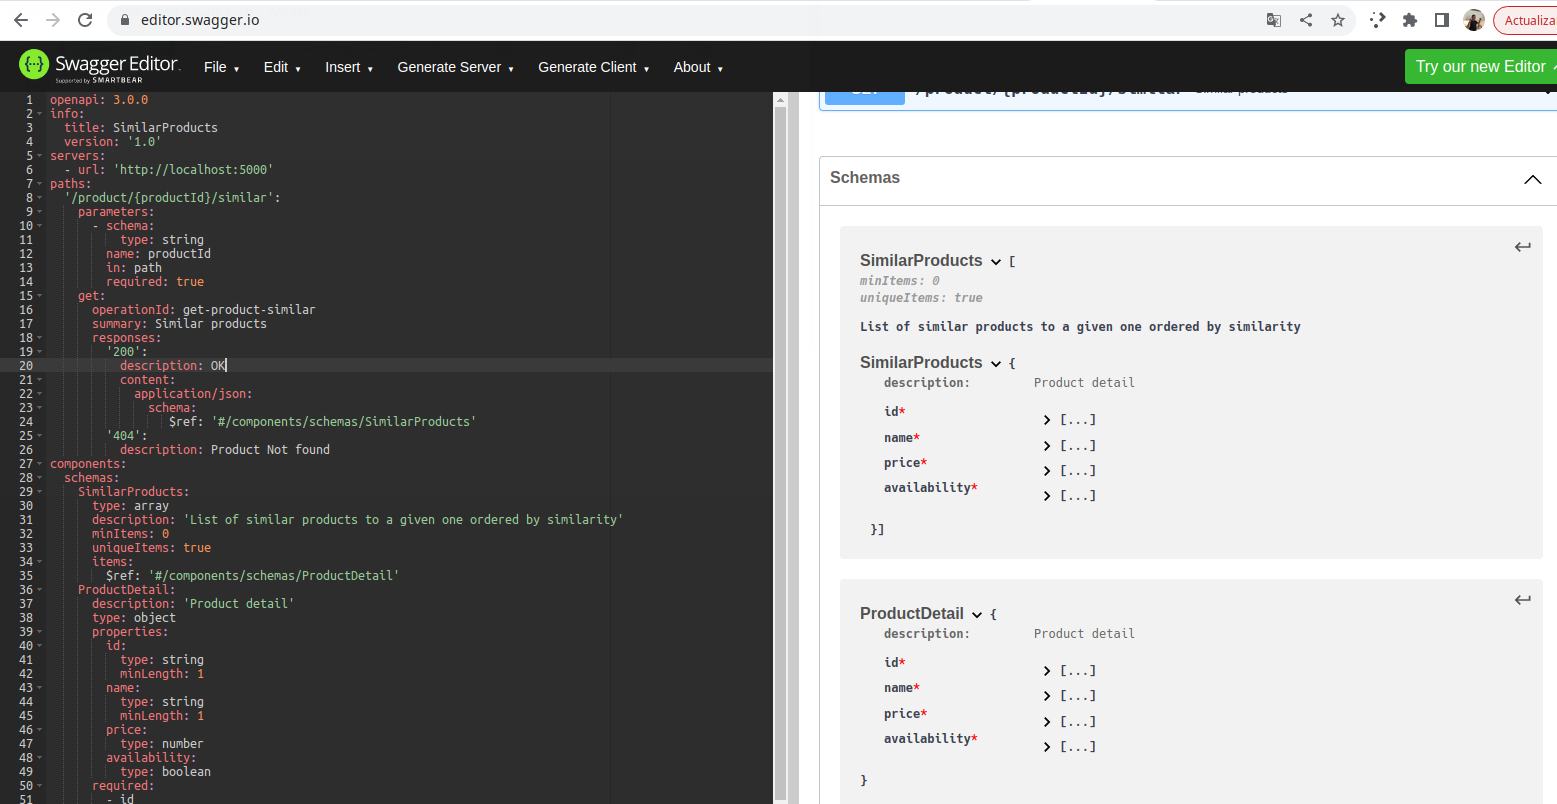 editor.swagger.io
Actualiza
Swagger Editor.
Supported by SMARTBEAR
File
Edit
Insert
Generate Server
Generate Client
About
Try our new Editor
1 openapi: 3.0.0
2 info:
3 title: SimilarProducts
4 version: '1.0'
5 servers:
6 - url: 'http://localhost:5000'
7 paths:
8 '/product/{productId}/similar':
9 parameters:
10 - schema:
11 type: string
12 name: productId
13 in: path
14 required: true
15 get:
16 operationId: get-product-similar
17 summary: Similar products
18 responses:
19 '200':
20 description: OK
21 content:
22 application/json:
23 schema:
24 $ref: '#/components/schemas/SimilarProducts'
25 '404':
26 description: Product Not found
27 components:
28 schemas:
29 SimilarProducts:
30 type: array
31 description: 'List of similar products to a given one ordered by similarity'
32 minItems: 0
33 uniqueItems: true
34 items:
35 $ref: '#/components/schemas/ProductDetail'
36 ProductDetail:
37 description: 'Product detail'
38 type: object
39 properties:
40 id:
41 type: string
42 minLength: 1
43 name:
44 type: string
45 minLength: 1
46 price:
47 type: number
48 availability:
49 type: boolean
50 required:
51 - id
/product/{productId}/similar Similar products
Schemas
SimilarProducts [
minItems: 0
uniqueItems: true
List of similar products to a given one ordered by similarity
SimilarProducts {
description: Product detail
id* > [...]
name* > [...]
price* > [...]
availability* > [...]
}]
ProductDetail {
description: Product detail
id* > [...]
name* > [...]
price* > [...]
availability* > [...]
}